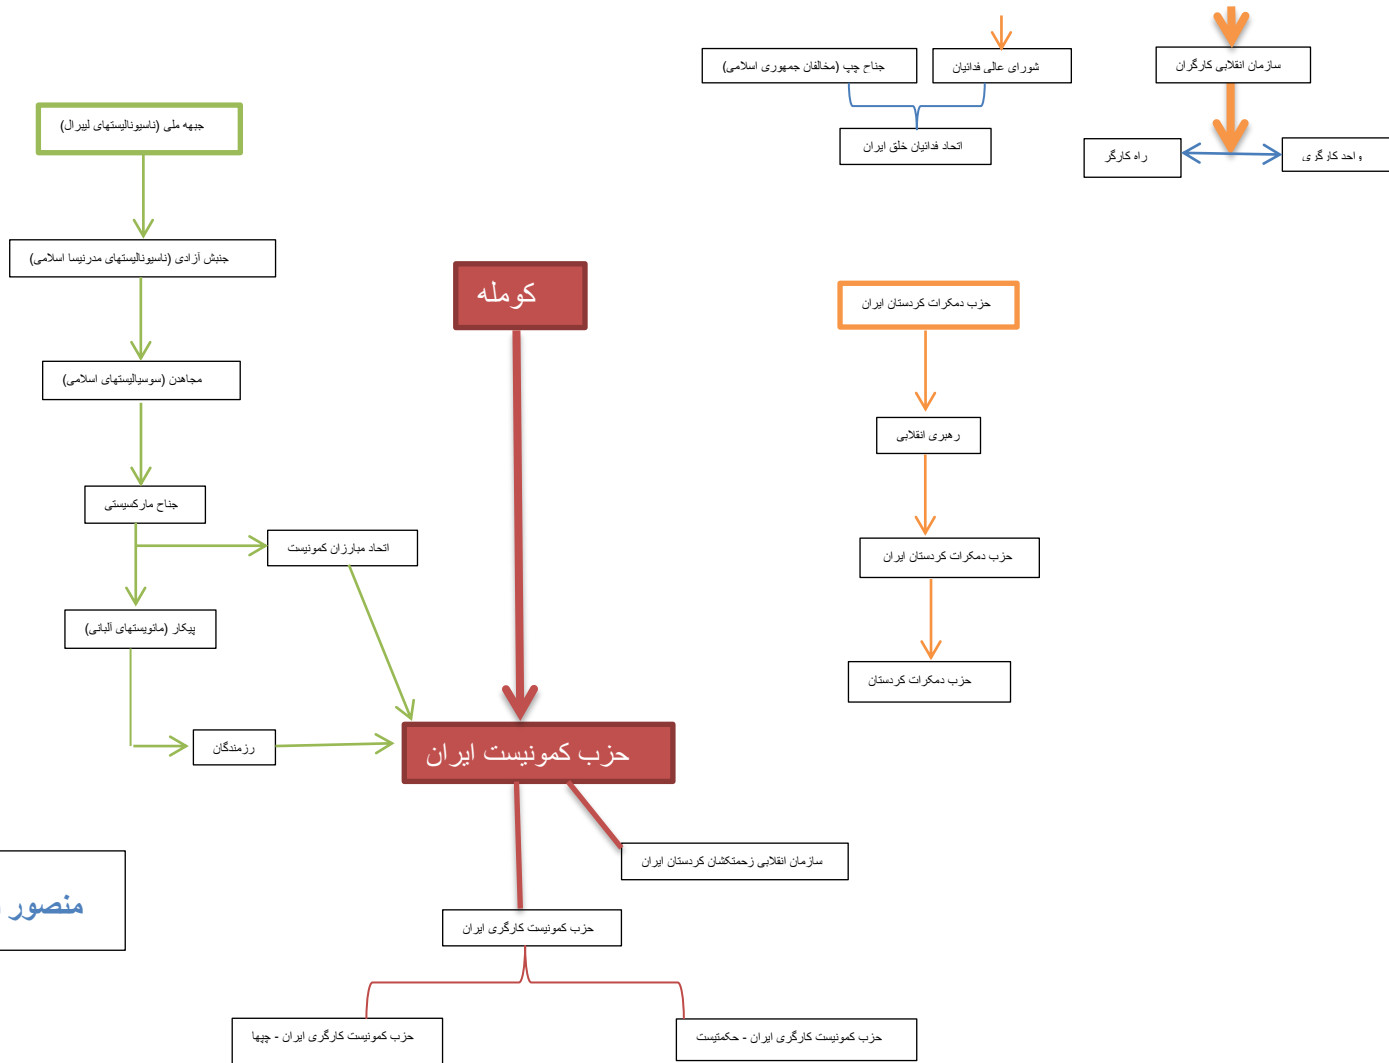 سازمان انقلابی کارگران
شورای عالی فدائیان
جناح چپ (مخالفان جمهوری اسلامی)
اتحاد فدائیان خلق ایران
واحد کارگری
راه کارگر
جبهه ملی (ناسیونالیستهای لیبرال)
جنبش آزادی (ناسیونالیستهای مدرنیسا اسلامی)
کومله
حزب دمکرات کردستان ایران
مجاهدن (سوسیالیستهای اسلامی)
رهبری انقلابی
جناح مارکسیستی
اتحاد مبارزان کمونیست
حزب دمکرات کردستان ایران
پیکار (مائویستهای آلبانی)
حزب دمکرات کردستان
رزمندگان
حزب کمونیست ایران
سازمان انقلابی زحمتکشان کردستان ایران
منصور
حزب کمونیست کارگری ایران
حزب کمونیست کارگری ایران - حکمتیست
حزب کمونیست کارگری ایران - چپها